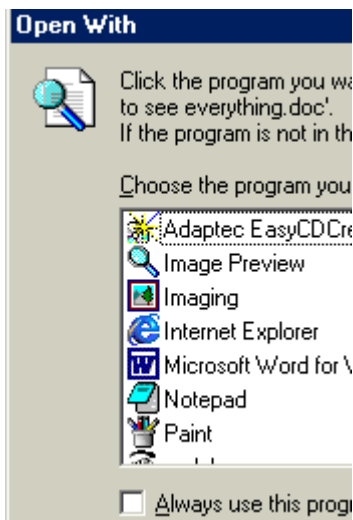 Open With
Click the program you wa
to see everything.doc'.
If the program is not in th
Choose the program you
Adaptec EasyCDCre
Image Preview
Imaging
Internet Explorer
Microsoft Word for
Notepad
Paint
Always use this progr